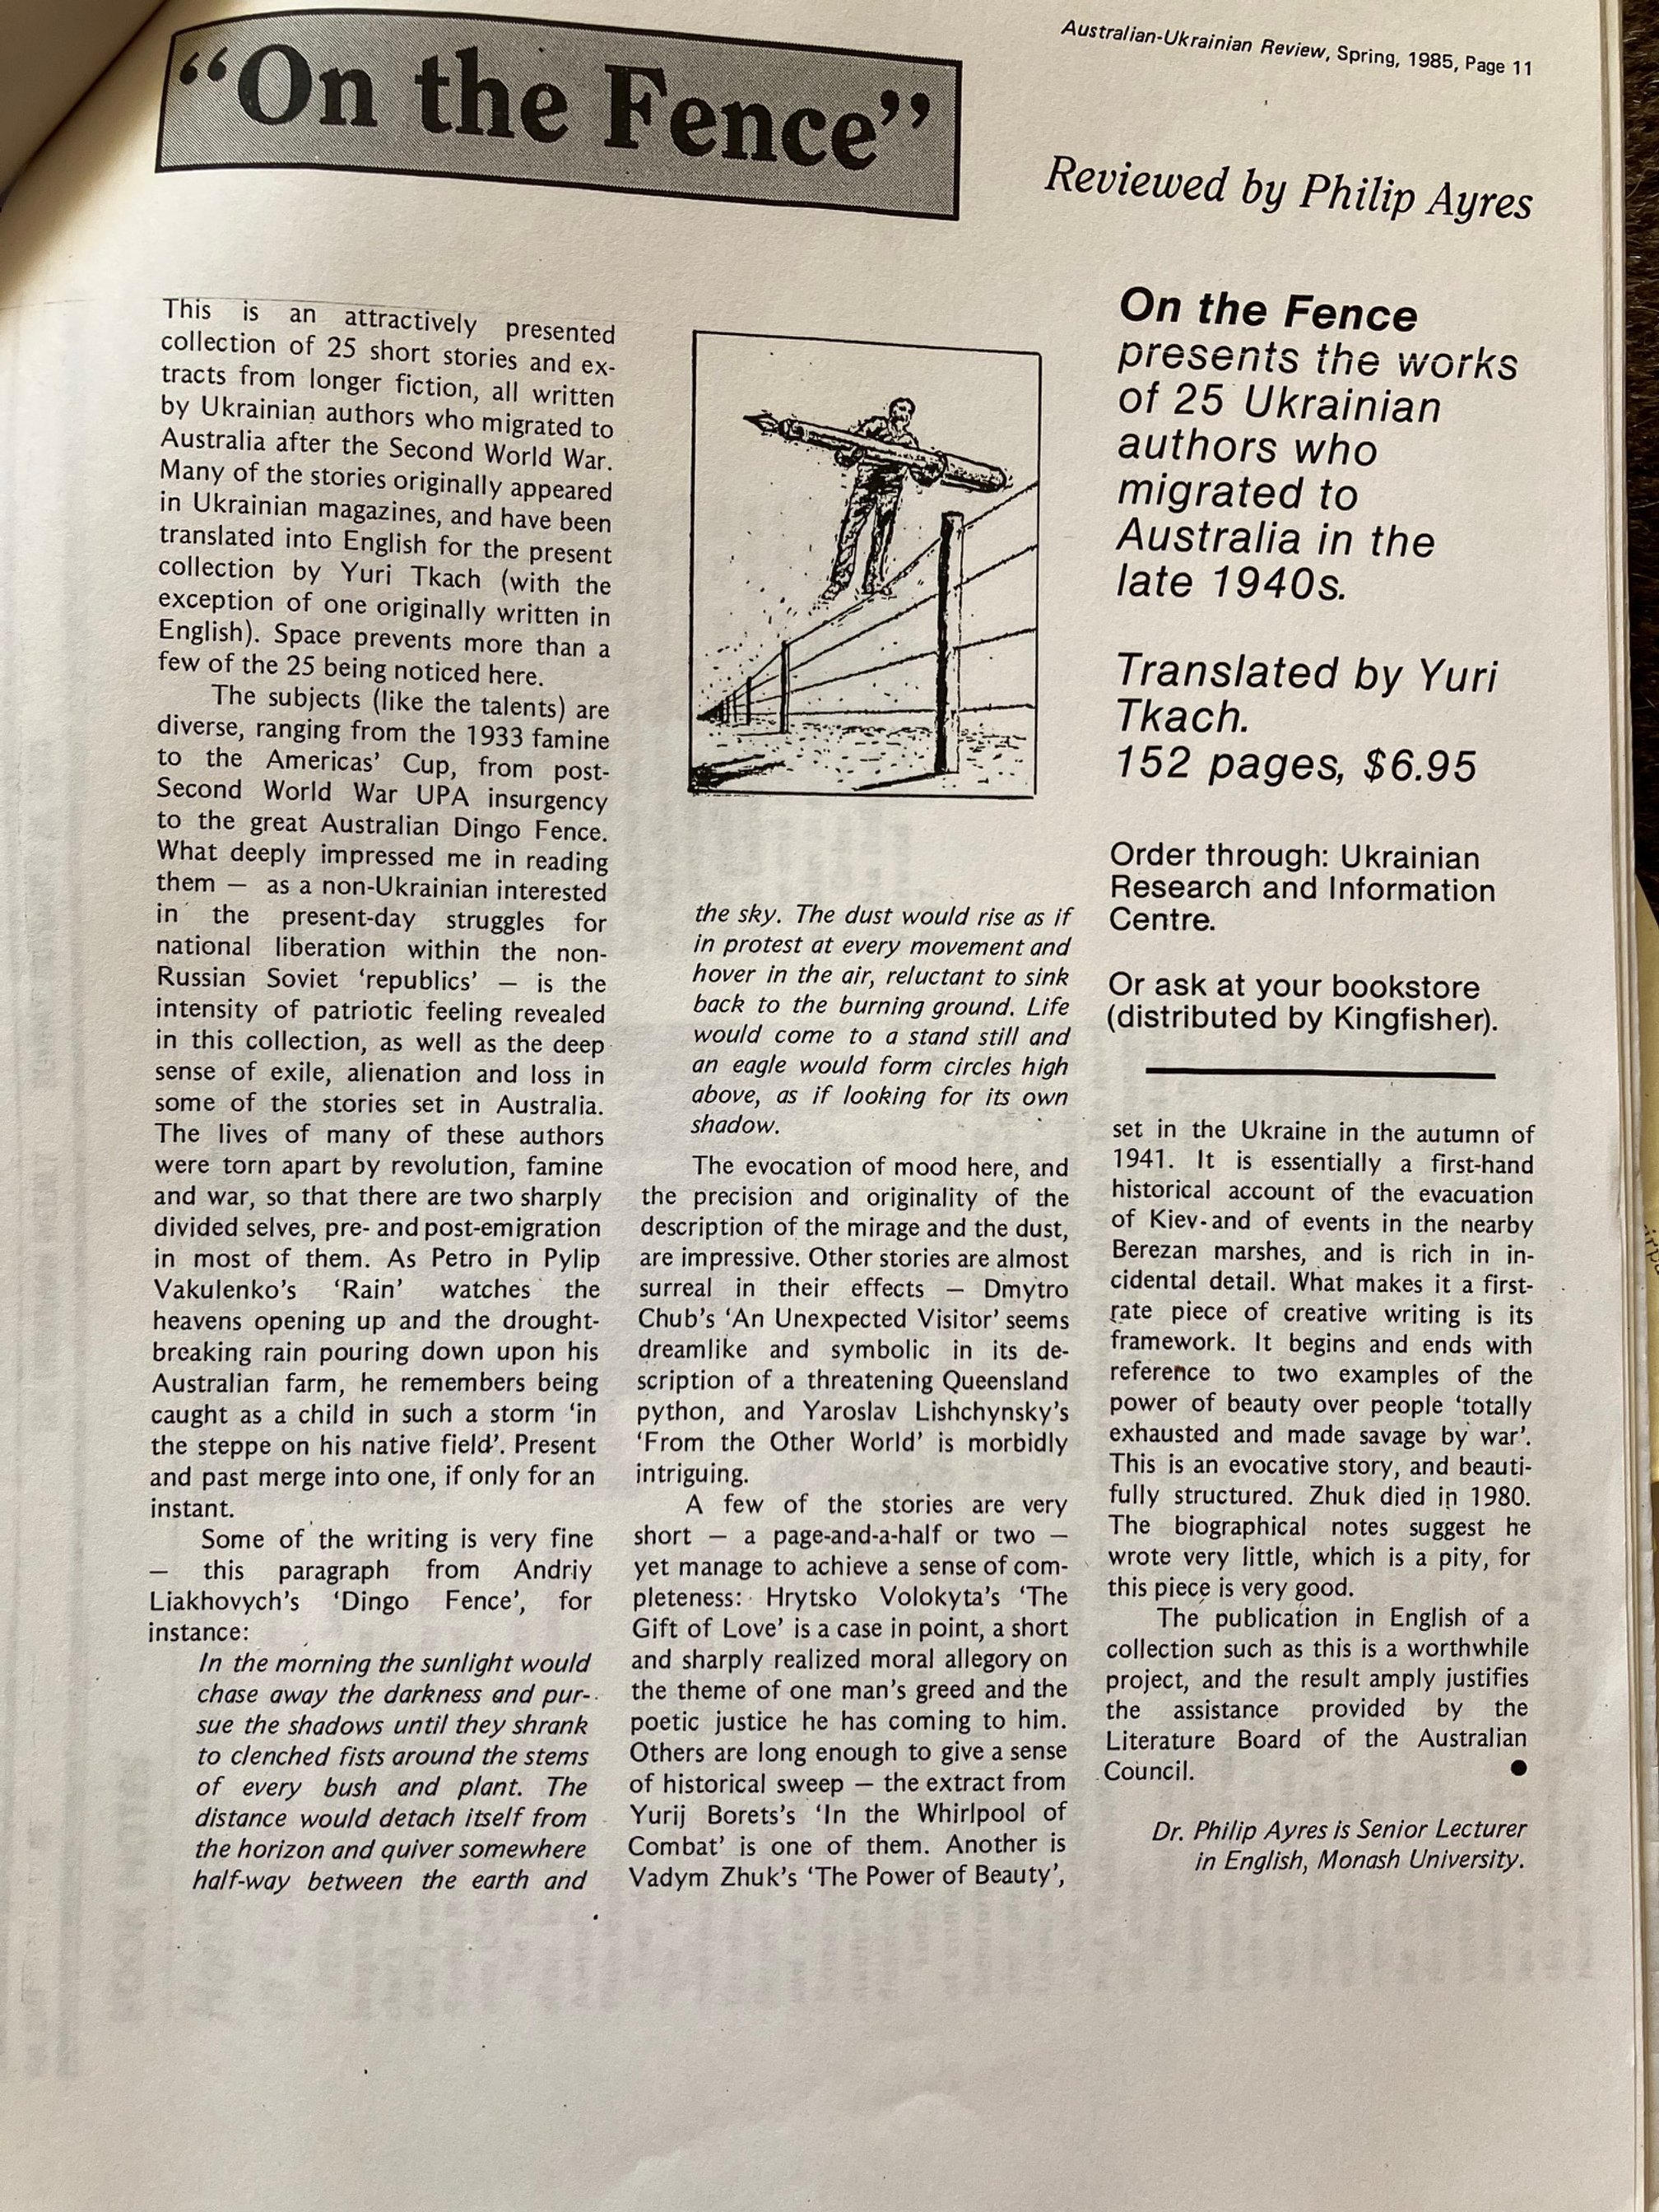 Australian-Ukrainian Review, Spring, 1985, Page 11
“On the Fence”
Reviewed by Philip Ayres
This is an attractively presented
collection of 25 short stories and ex-
tracts from longer fiction, all written
by Ukrainian authors who migrated to
Australia after the Second World War.
Many of the stories originally appeared
in Ukrainian magazines, and have been
translated into English for the present
collection by Yuri Tkach (with the
exception of one originally written in
English). Space prevents more than a
few of the 25 being noticed here.
The subjects (like the talents) are
diverse, ranging from the 1933 famine
to the Americas’ Cup, from post-
Second World War UPA insurgency
to the great Australian Dingo Fence.
What deeply impressed me in reading
them — as a non-Ukrainian interested
in the present-day struggles for
national liberation within the non-
Russian Soviet ‘republics’ — is the
intensity of patriotic feeling revealed
in this collection, as well as the deep
sense of exile, alienation and loss in
some of the stories set in Australia.
The lives of many of these authors
were torn apart by revolution, famine
and war, so that there are two sharply
divided selves, pre- and post-emigration
in most of them. As Petro in Pylip
Vakulenko’s ‘Rain’ watches the
heavens opening up and the drought-
breaking rain pouring down upon his
Australian farm, he remembers being
caught as a child in such a storm ‘in
the steppe on his native field’. Present
and past merge into one, if only for an
instant.
Some of the writing is very fine
— this paragraph from Andriy
Liakhovych’s ‘Dingo Fence’, for
instance:
In the morning the sunlight would
chase away the darkness and pur-
sue the shadows until they shrank
to clenched fists around the stems
of every bush and plant. The
distance would detach itself from
the horizon and quiver somewhere
half-way between the earth and
the sky. The dust would rise as if
in protest at every movement and
hover in the air, reluctant to sink
back to the burning ground. Life
would come to a stand still and
an eagle would form circles high
above, as if looking for its own
shadow.
The evocation of mood here, and
the precision and originality of the
description of the mirage and the dust,
are impressive. Other stories are almost
surreal in their effects — Dmytro
Chub’s ‘An Unexpected Visitor’ seems
dreamlike and symbolic in its de-
scription of a threatening Queensland
python, and Yaroslav Lishchynsky’s
‘From the Other World’ is morbidly
intriguing.
A few of the stories are very
short — a page-and-a-half or two —
yet manage to achieve a sense of com-
pleteness: Hrytsko Volokyta’s ‘The
Gift of Love’ is a case in point, a short
and sharply realized moral allegory on
the theme of one man’s greed and the
poetic justice he has coming to him.
Others are long enough to give a sense
of historical sweep — the extract from
Yurij Borets’s ‘In the Whirlpool of
Combat’ is one of them. Another is
Vadym Zhuk’s ‘The Power of Beauty’,
On the Fence
presents the works
of 25 Ukrainian
authors who
migrated to
Australia in the
late 1940s.
Translated by Yuri
Tkach.
152 pages, $6.95
Order through: Ukrainian
Research and Information
Centre.
Or ask at your bookstore
(distributed by Kingfisher).
set in the Ukraine in the autumn of
1941. It is essentially a first-hand
historical account of the evacuation
of Kiev and of events in the nearby
Berezan marshes, and is rich in in-
cidental detail. What makes it a first-
rate piece of creative writing is its
framework. It begins and ends with
reference to two examples of the
power of beauty over people ‘totally
exhausted and made savage by war’.
This is an evocative story, and beauti-
fully structured. Zhuk died in 1980.
The biographical notes suggest he
wrote very little, which is a pity, for
this piece is very good.
The publication in English of a
collection such as this is a worthwhile
project, and the result amply justifies
the assistance provided by the
Literature Board of the Australian
Council. ●
Dr. Philip Ayres is Senior Lecturer
in English, Monash University.